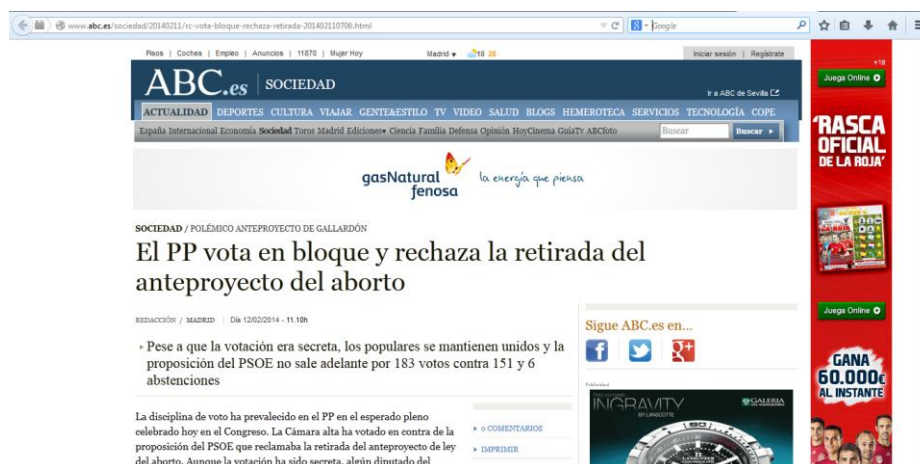 www.abc.es/sociedad/20140211/rc-vota-bloque-rechaza-retirada-201402110706.html
Google
Pisos | Coches | Empleo | Anuncios | 11870 | Mujer Hoy
Madrid
18 28
Iniciar sesión | Regístrate
ABC.es
SOCIEDAD
Ir a ABC de Sevilla
ACTUALIDAD DEPORTES CULTURA VIAJAR GENTE&ESTILO TV VIDEO SALUD BLOGS HEMEROTECA SERVICIOS TECNOLOGÍA COPE
España Internacional Economía Sociedad Toros Madrid Ediciones Ciencia Familia Defensa Opinión HoyCinema GuíaTv ABCfoto
Buscar
Buscar
gasNatural
fenosa
la energía que piensa
SOCIEDAD / POLÉMICO ANTEPROYECTO DE GALLARDÓN
El PP vota en bloque y rechaza la retirada del
anteproyecto del aborto
REDACCIÓN / MADRID | Día 12/02/2014 - 11.10h
Pese a que la votación era secreta, los populares se mantienen unidos y la
proposición del PSOE no sale adelante por 183 votos contra 151 y 6
abstenciones
La disciplina de voto ha prevalecido en el PP en el esperado pleno
celebrado hoy en el Congreso. La Cámara alta ha votado en contra de la
proposición del PSOE que reclamaba la retirada del anteproyecto de ley
del aborto. Aunque la votación ha sido secreta, algún diputado del
0 COMENTARIOS
IMPRIMIR
Sigue ABC.es en...
Publicidad
INGRAVITY
BY LANSCOTTE
GALERIA
+18
Juega Online
'RASCA
OFICIAL
DE LA ROJA'
Juega Online
GANA
60.000€
AL INSTANTE